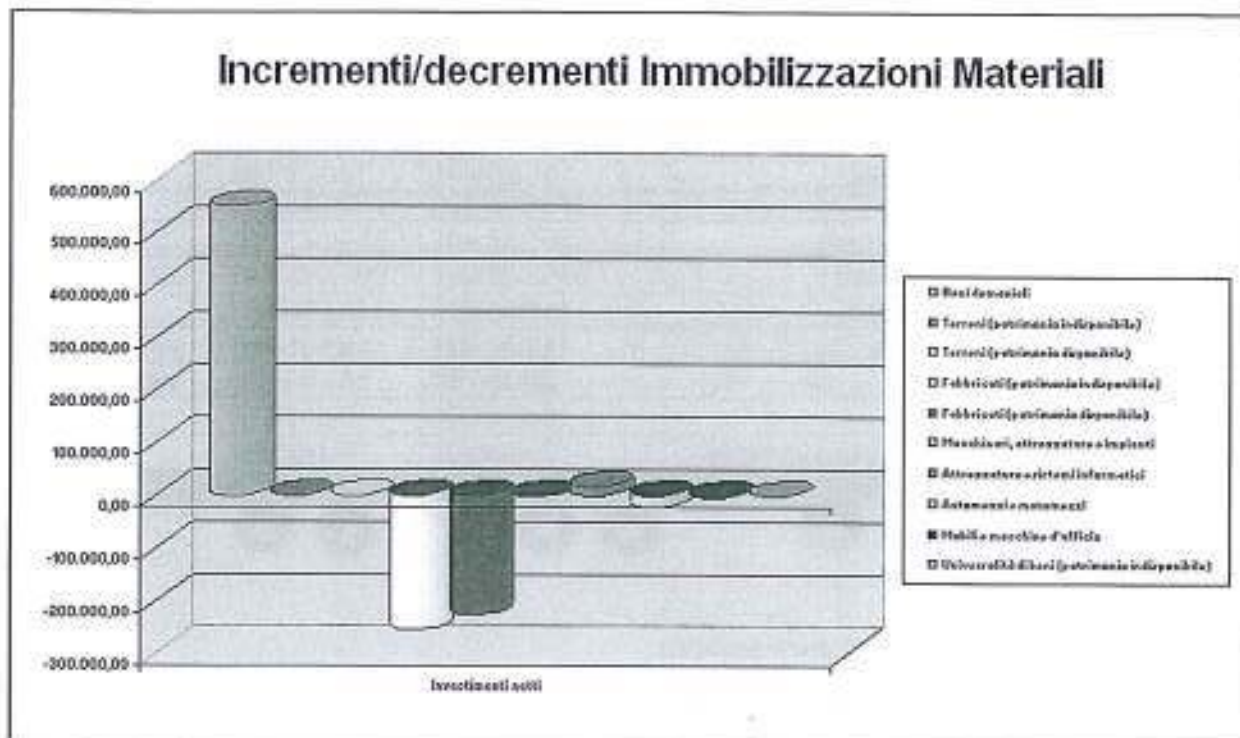 Incrementi/decrementi Immobilizzazioni Materiali
600.000,00
500.000,00
400.000,00
300.000,00
200.000,00
100.000,00
0,00
-100.000,00
-200.000,00
-300.000,00
Investimenti netti
Beni demaniali
Terreni (patrimonio indisponibile)
Terreni (patrimonio disponibile)
Fabbricati (patrimonio indisponibile)
Fabbricati (patrimonio disponibile)
Macchinari, attrezzature e impianti
Attrezzature e sistemi informatici
Automezzi e motomezzi
Mobili e macchine d'ufficio
Universalità di beni (patrimonio indisponibile)